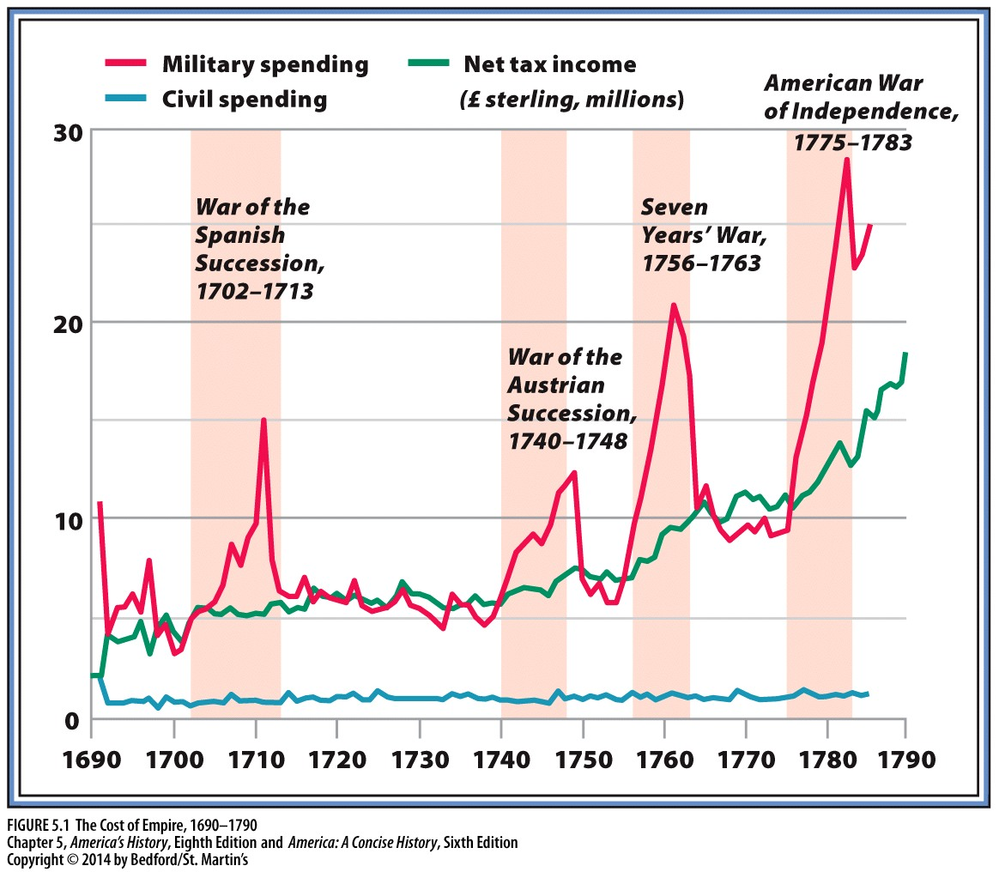 Military spending
Net tax income
Civil spending
(£ sterling, millions)
American War
of Independence,
1775–1783
War of the
Spanish
Succession,
1702–1713
Seven
Years’ War,
1756–1763
War of the
Austrian
Succession,
1740–1748
30
20
10
0
1690 1700 1710 1720 1730 1740 1750 1760 1770 1780 1790
FIGURE 5.1 The Cost of Empire, 1690–1790
Chapter 5, America’s History, Eighth Edition and America: A Concise History, Sixth Edition
Copyright © 2014 by Bedford/St. Martin’s